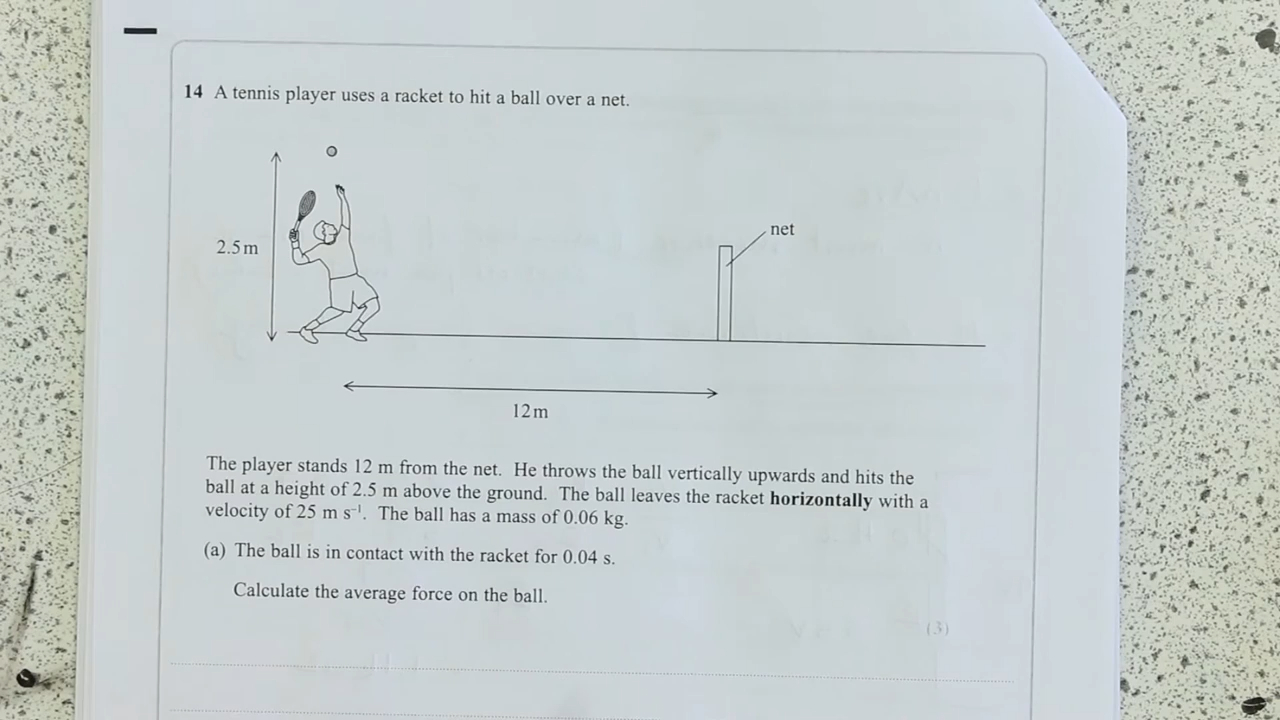 14 A tennis player uses a racket to hit a ball over a net.
net
2.5 m
12 m
The player stands 12 m from the net. He throws the ball vertically upwards and hits the
ball at a height of 2.5 m above the ground. The ball leaves the racket horizontally with a
velocity of 25 m s⁻¹. The ball has a mass of 0.06 kg.
(a) The ball is in contact with the racket for 0.04 s.
Calculate the average force on the ball.
(3)